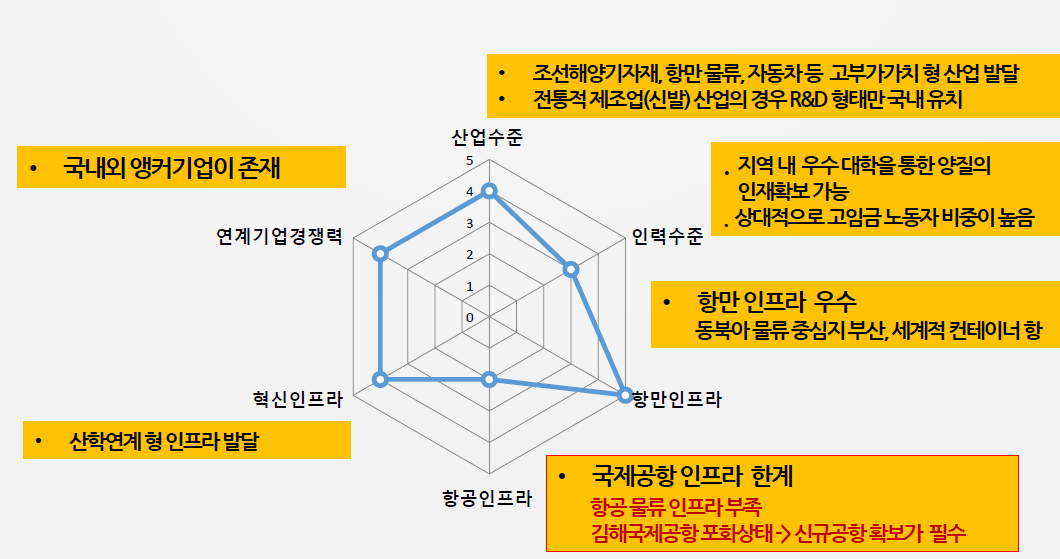 • 조선해양기자재, 항만 물류, 자동차 등 고부가가치 형 산업 발달
• 전통적 제조업(신발) 산업의 경우 R&D 형태만 국내 유치
산업수준
• 국내외 앵커기업이 존재
. 지역 내 우수 대학을 통한 양질의
인재확보 가능
. 상대적으로 고임금 노동자 비중이 높음
5
4
3
2
1
0
연계기업경쟁력
인력수준
• 항만 인프라 우수
동북아 물류 중심지 부산, 세계적 컨테이너 항
혁신인프라
항만인프라
• 산학연계 형 인프라 발달
항공인프라
• 국제공항 인프라 한계
항공 물류 인프라 부족
김해국제공항 포화상태 -> 신규공항 확보가 필수